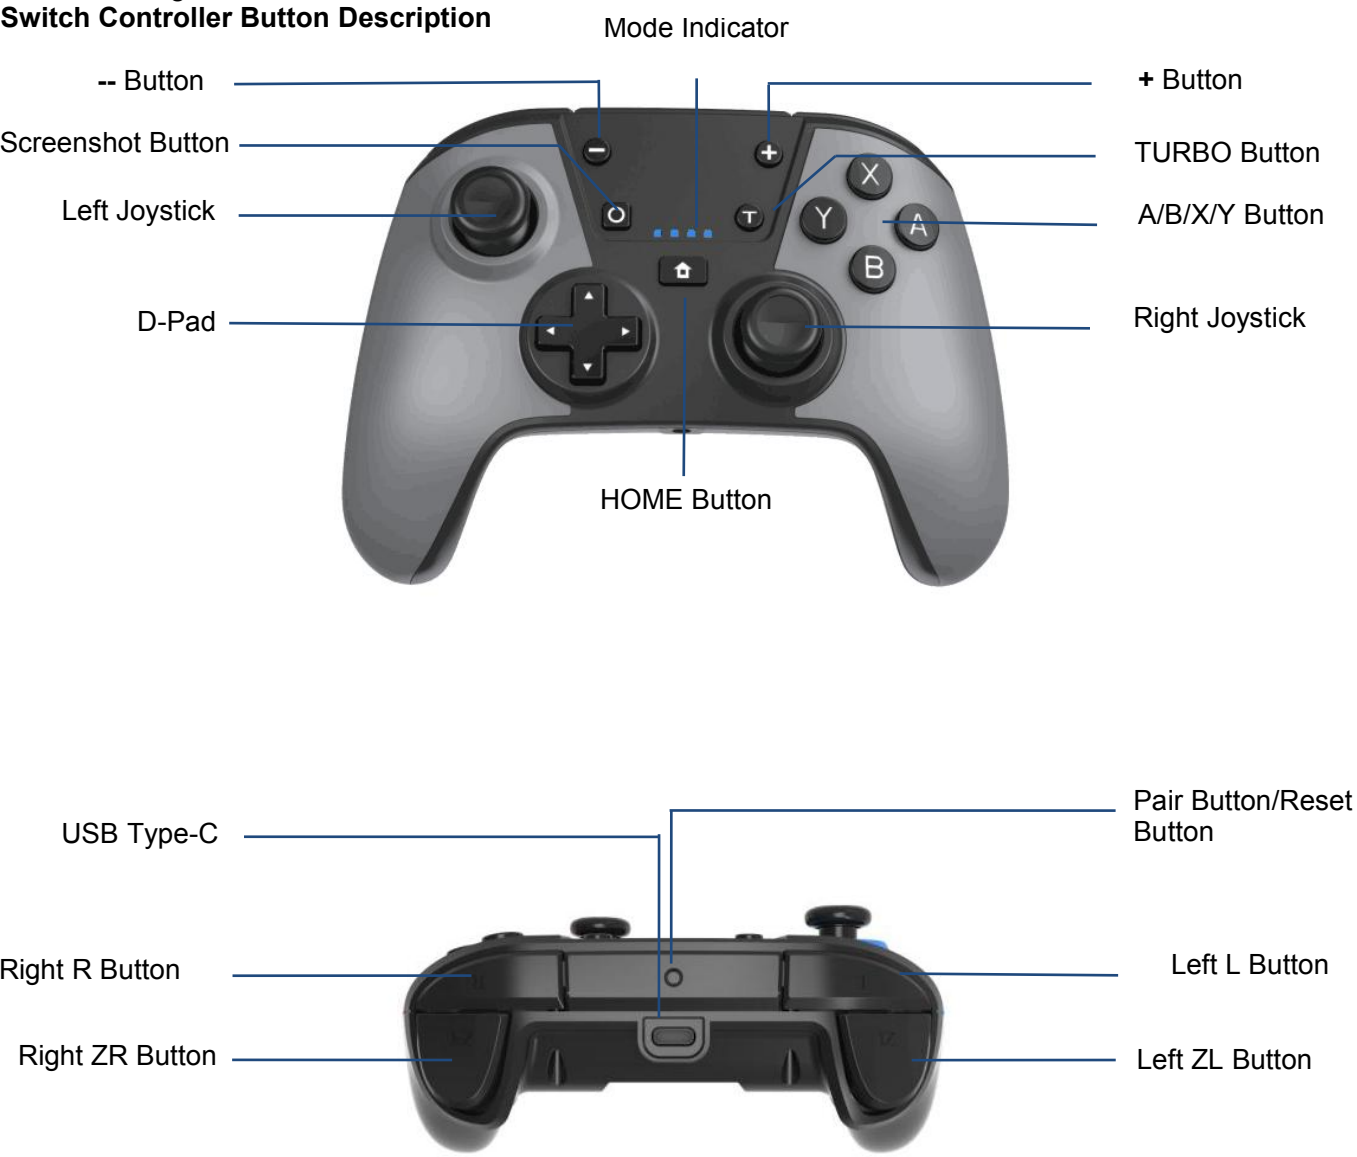 Switch Controller Button Description
Mode Indicator
-- Button
+ Button
Screenshot Button
TURBO Button
Left Joystick
A/B/X/Y Button
D-Pad
Right Joystick
X
Y
A
B
T
HOME Button
Pair Button/Reset
Button
USB Type-C
Right R Button
Left L Button
Right ZR Button
Left ZL Button